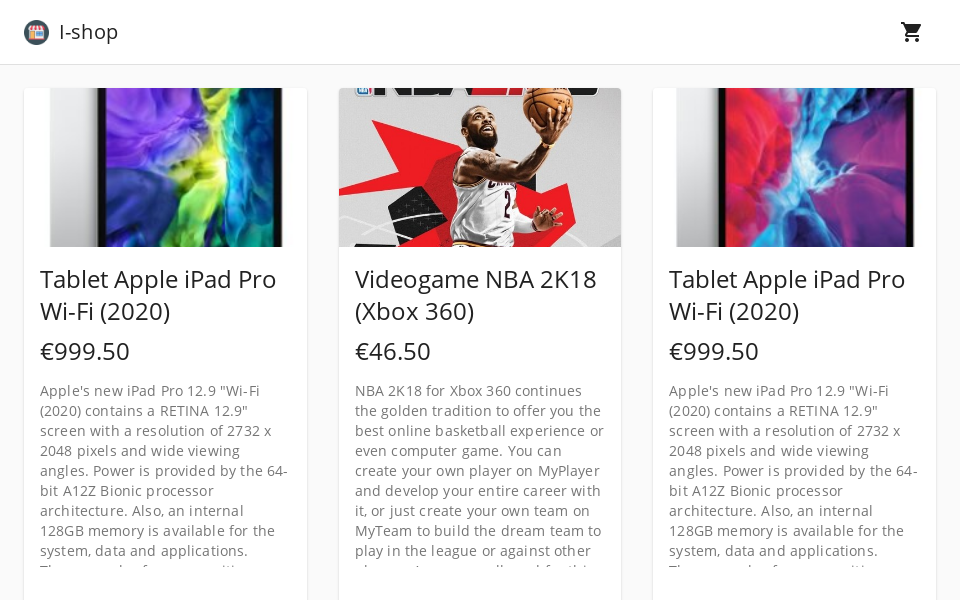 I-shop
Tablet Apple iPad Pro
Wi-Fi (2020)
€999.50
Apple's new iPad Pro 12.9 "Wi-Fi
(2020) contains a RETINA 12.9"
screen with a resolution of 2732 x
2048 pixels and wide viewing
angles. Power is provided by the 64-
bit A12Z Bionic processor
architecture. Also, an internal
128GB memory is available for the
system, data and applications.
Videogame NBA 2K18
(Xbox 360)
€46.50
NBA 2K18 for Xbox 360 continues
the golden tradition to offer you the
best online basketball experience or
even computer game. You can
create your own player on MyPlayer
and develop your entire career with
it, or just create your own team on
MyTeam to build the dream team to
play in the league or against other
Tablet Apple iPad Pro
Wi-Fi (2020)
€999.50
Apple's new iPad Pro 12.9 "Wi-Fi
(2020) contains a RETINA 12.9"
screen with a resolution of 2732 x
2048 pixels and wide viewing
angles. Power is provided by the 64-
bit A12Z Bionic processor
architecture. Also, an internal
128GB memory is available for the
system, data and applications.